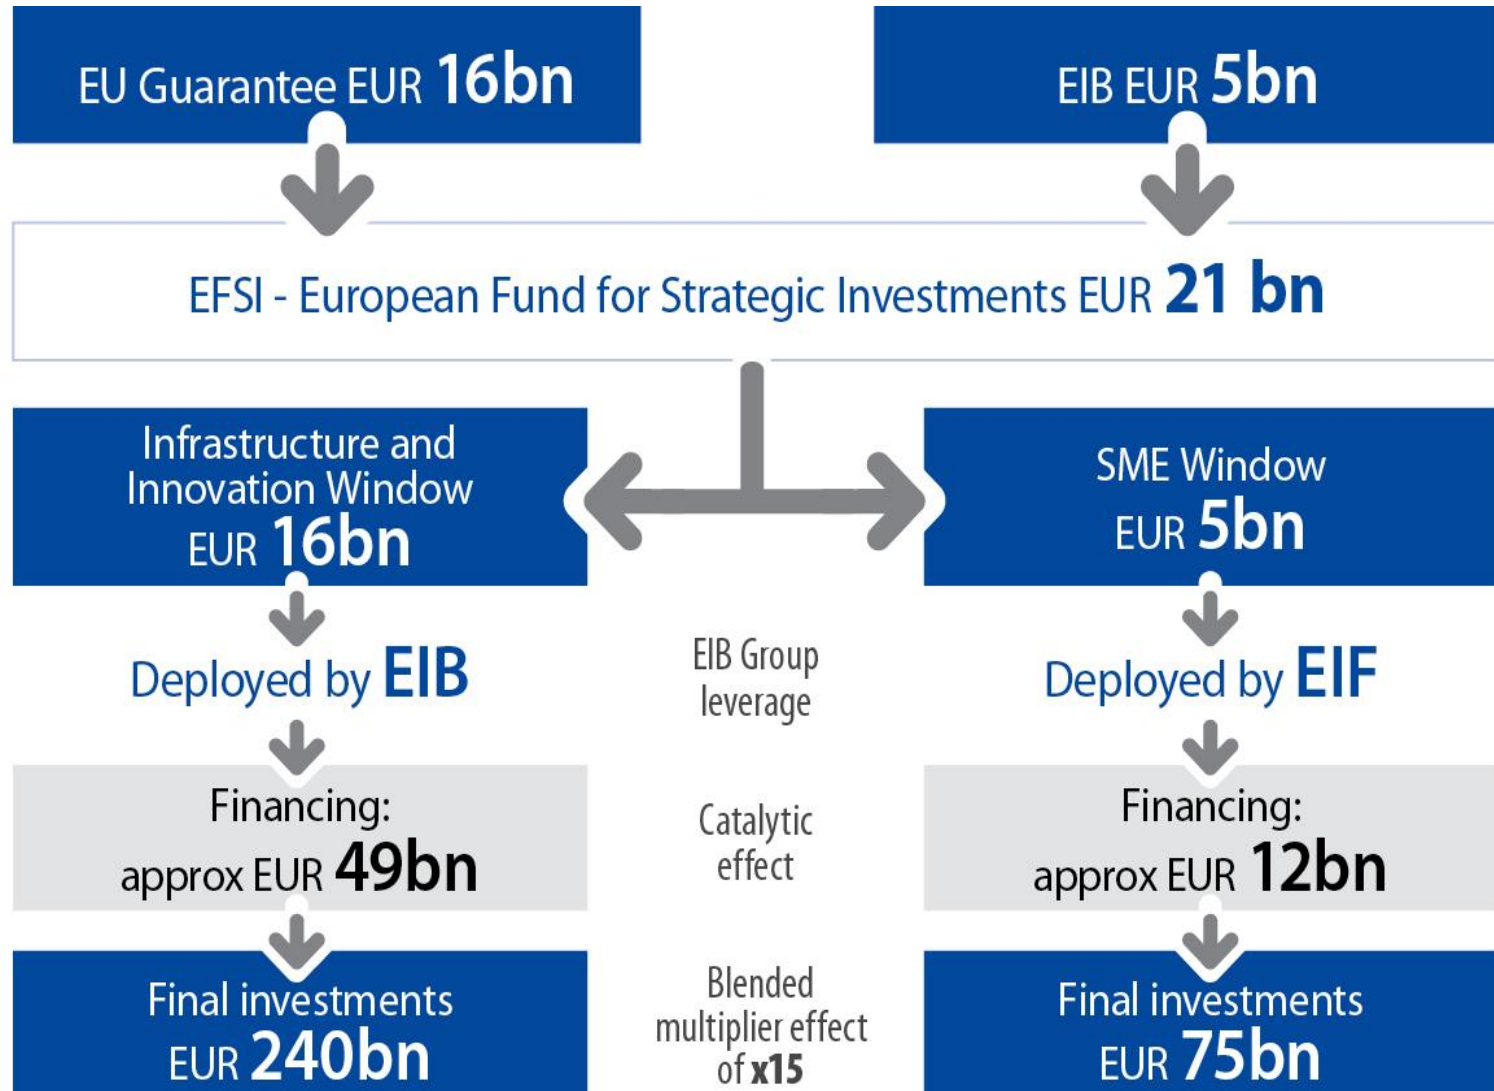 EU Guarantee EUR 16bn
EIB EUR 5bn
EFSI - European Fund for Strategic Investments EUR 21 bn
Infrastructure and
Innovation Window
EUR 16bn
SME Window
EUR 5bn
Deployed by EIB
EIB Group
leverage
Deployed by EIF
Financing:
approx EUR 49bn
Catalytic
effect
Financing:
approx EUR 12bn
Final investments
EUR 240bn
Blended
multiplier effect
of x15
Final investments
EUR 75bn